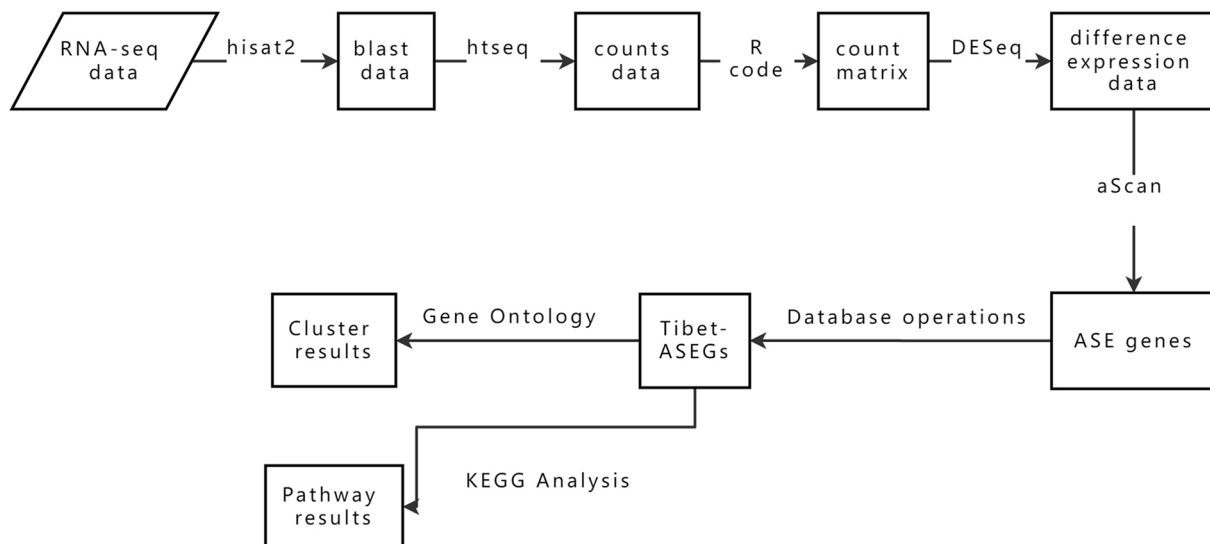 RNA-seq
data
hisat2
blast
data
htseq
counts
data
R
code
count
matrix
DESeq
difference
expression
data
aScan
ASE genes
Database operations
Tibet-
ASEGs
Gene Ontology
Cluster
results
KEGG Analysis
Pathway
results